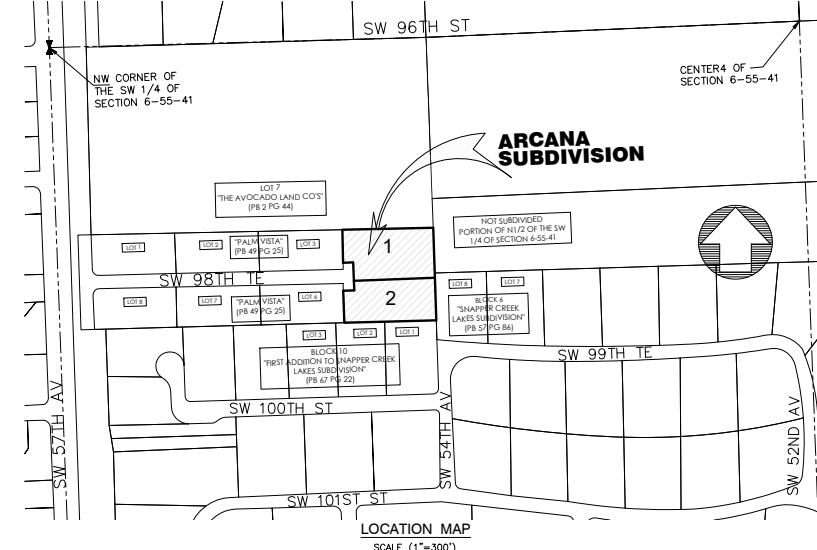 SW 96TH ST
NW CORNER OF
THE SW 1/4 OF
SECTION 6-55-41
CENTER4 OF
SECTION 6-55-41
ARCANA
SUBDIVISION
LOT 7
"THE AVOCADO LAND CO'S"
(PB 2 PG 44)
NOT SUBDIVIDED
PORTION OF N1/2 OF THE SW
1/4 OF SECTION 6-55-41
LOT 1
LOT 2
"PALM VISTA"
(PB 49 PG 25)
LOT 3
1
SW 98TH TE
LOT 8
LOT 7
"PALM VISTA"
(PB 49 PG 25)
LOT 6
2
LOT 8
LOT 7
BLOCK 6
"SNAPPER CREEK
LAKES SUBDIVISION"
(PB 57 PG 86)
LOT 3
LOT 2
LOT 1
BLOCK 10
"FIRST ADDITION TO SNAPPER CREEK
LAKES SUBDIVISION"
(PB 67 PG 22)
SW 99TH TE
SW 100TH ST
SW 57TH AV
SW 54TH AV
SW 52ND AV
SW 101ST ST
LOCATION MAP
SCALE (1"=300')